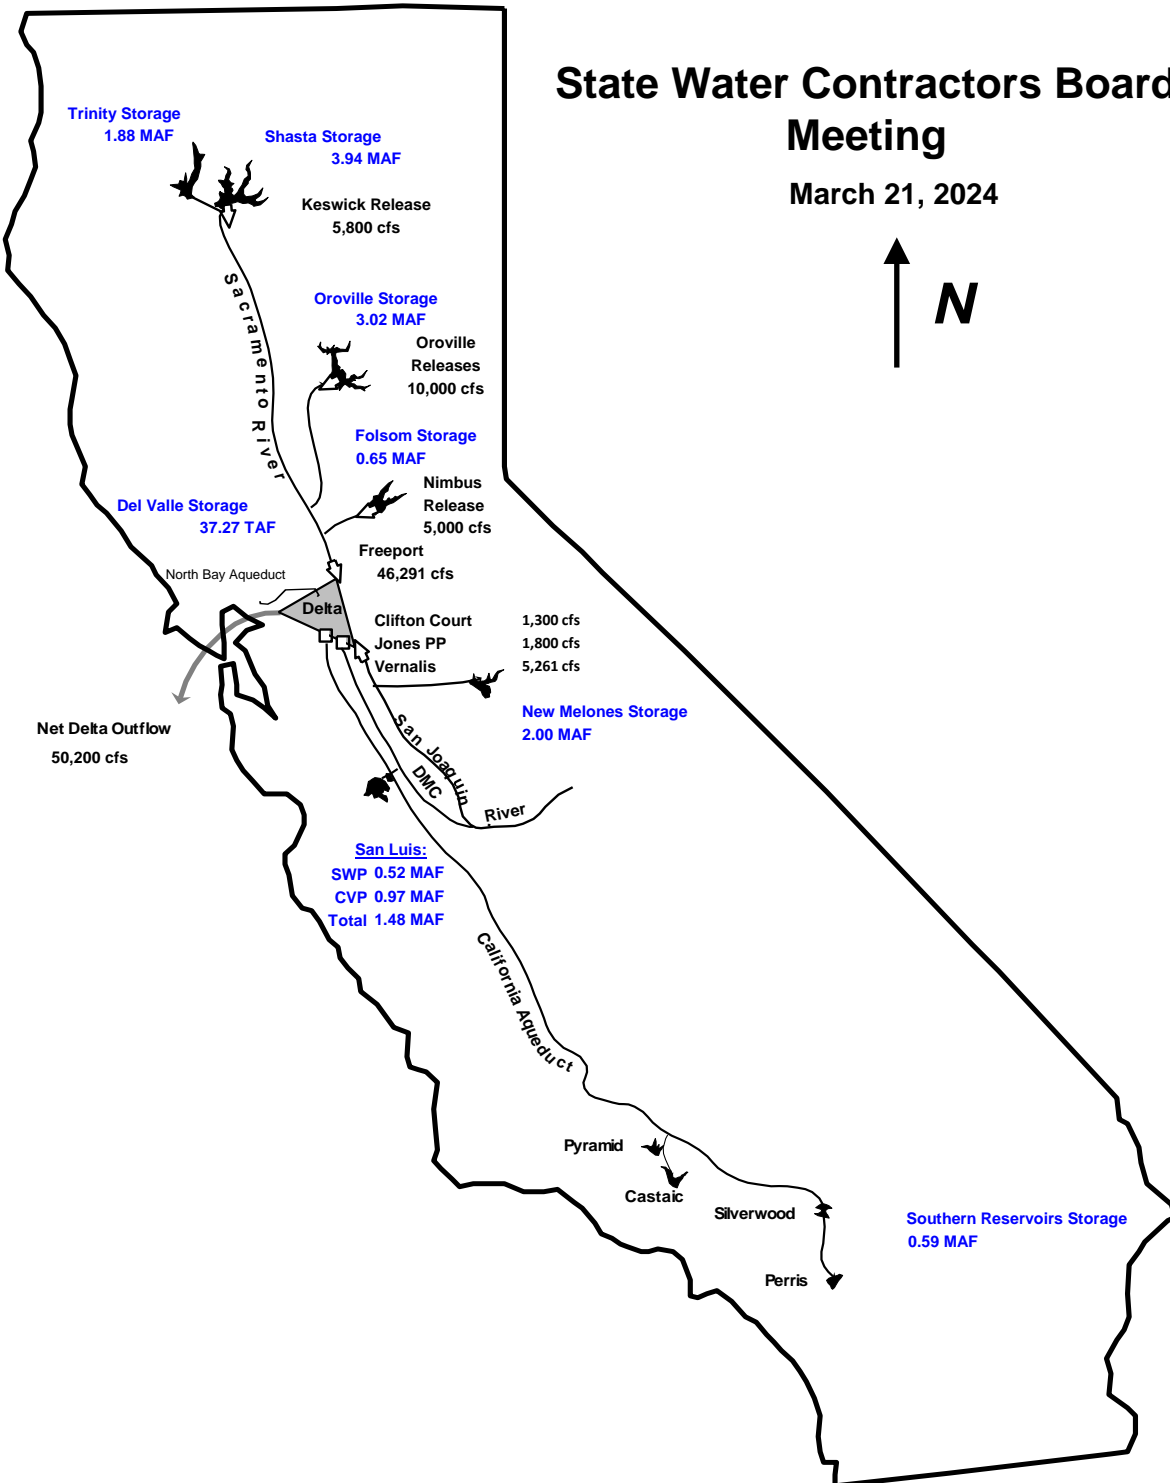 State Water Contractors Board
Meeting
March 21, 2024
N
Trinity Storage
1.88 MAF
Shasta Storage
3.94 MAF
Keswick Release
5,800 cfs
Sacramento River
Oroville Storage
3.02 MAF
Oroville
Releases
10,000 cfs
Folsom Storage
0.65 MAF
Nimbus
Release
5,000 cfs
Del Valle Storage
37.27 TAF
Freeport
46,291 cfs
North Bay Aqueduct
Delta
Clifton Court 1,300 cfs
Jones PP 1,800 cfs
Vernalis 5,261 cfs
New Melones Storage
2.00 MAF
Net Delta Outflow
50,200 cfs
San Joaquin
River
DMC
San Luis:
SWP 0.52 MAF
CVP 0.97 MAF
Total 1.48 MAF
California Aqueduct
Pyramid
Castaic
Silverwood
Perris
Southern Reservoirs Storage
0.59 MAF